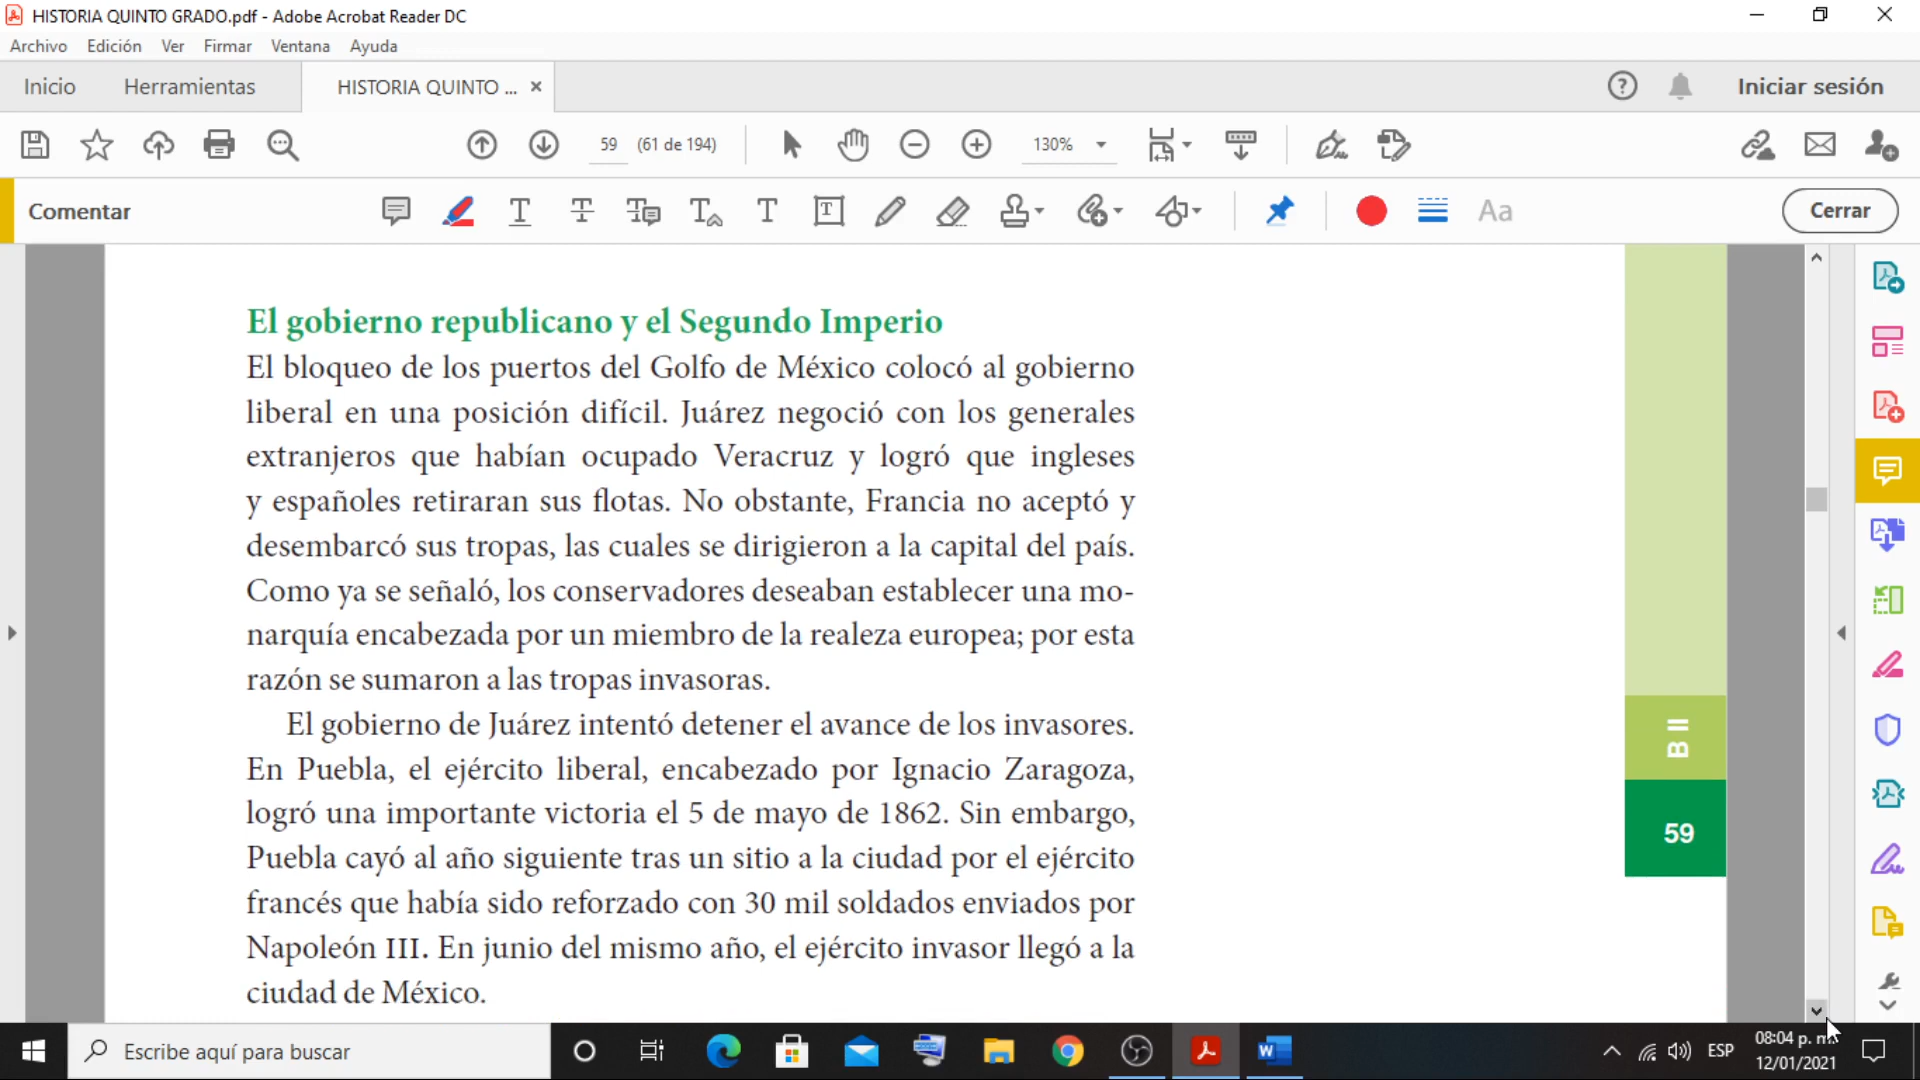 HISTORIA QUINTO GRADO.pdf - Adobe Acrobat Reader DC
Archivo Edición Ver Firmar Ventana Ayuda
Inicio Herramientas HISTORIA QUINTO ... × Iniciar sesión
59 (61 de 194) 130%
Comentar Aa Cerrar
El gobierno republicano y el Segundo Imperio
El bloqueo de los puertos del Golfo de México colocó al gobierno
liberal en una posición difícil. Juárez negoció con los generales
extranjeros que habían ocupado Veracruz y logró que ingleses
y españoles retiraran sus flotas. No obstante, Francia no aceptó y
desembarcó sus tropas, las cuales se dirigieron a la capital del país.
Como ya se señaló, los conservadores deseaban establecer una mo-
narquía encabezada por un miembro de la realeza europea; por esta
razón se sumaron a las tropas invasoras.
El gobierno de Juárez intentó detener el avance de los invasores.
En Puebla, el ejército liberal, encabezado por Ignacio Zaragoza,
logró una importante victoria el 5 de mayo de 1862. Sin embargo,
Puebla cayó al año siguiente tras un sitio a la ciudad por el ejército
francés que había sido reforzado con 30 mil soldados enviados por
Napoleón III. En junio del mismo año, el ejército invasor llegó a la
ciudad de México.
B II
59
Escribe aquí para buscar
ESP
08:04 p. m.
12/01/2021